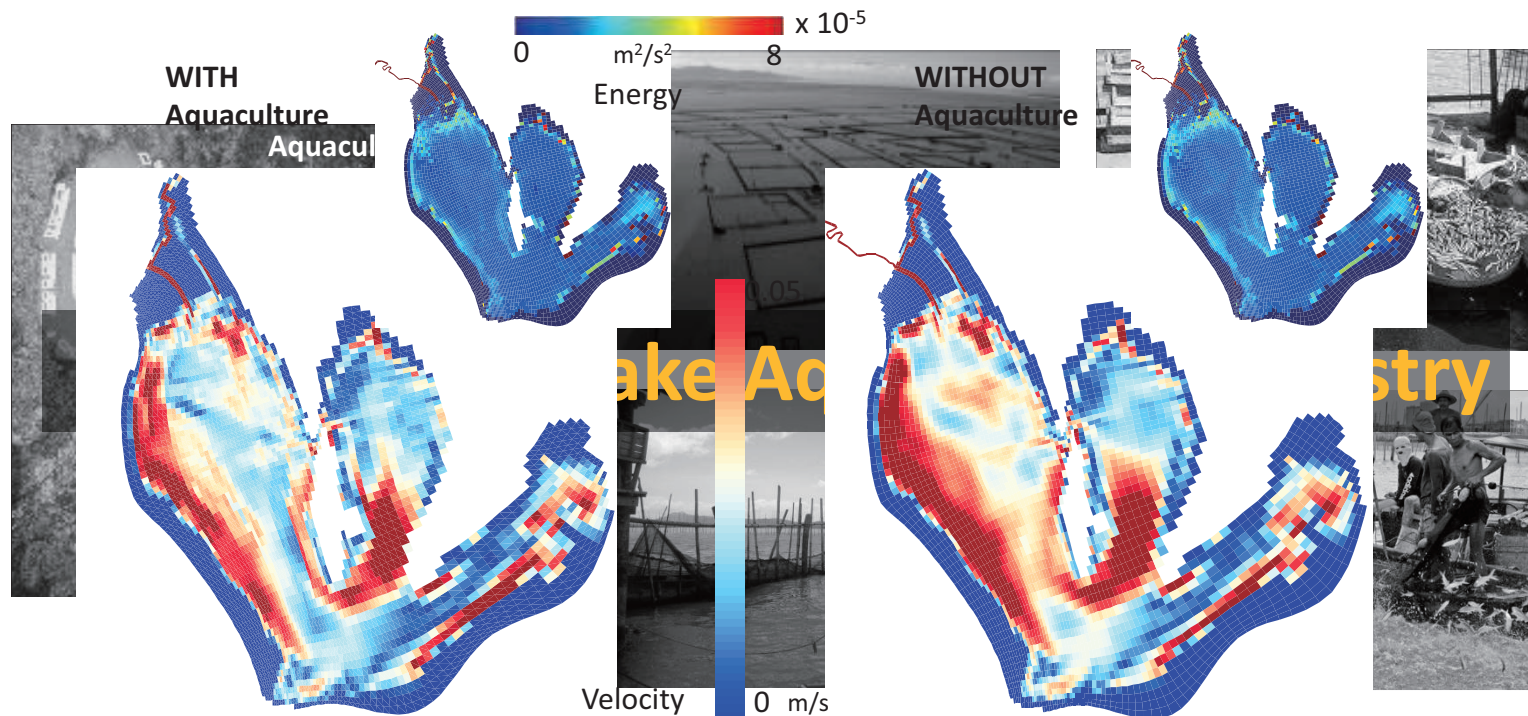 x 10⁻⁵
0 m²/s² 8
Energy
WITH
Aquaculture
Aquacul
WITHOUT
Aquaculture
0.05
ake Aq
stry
Velocity
0 m/s